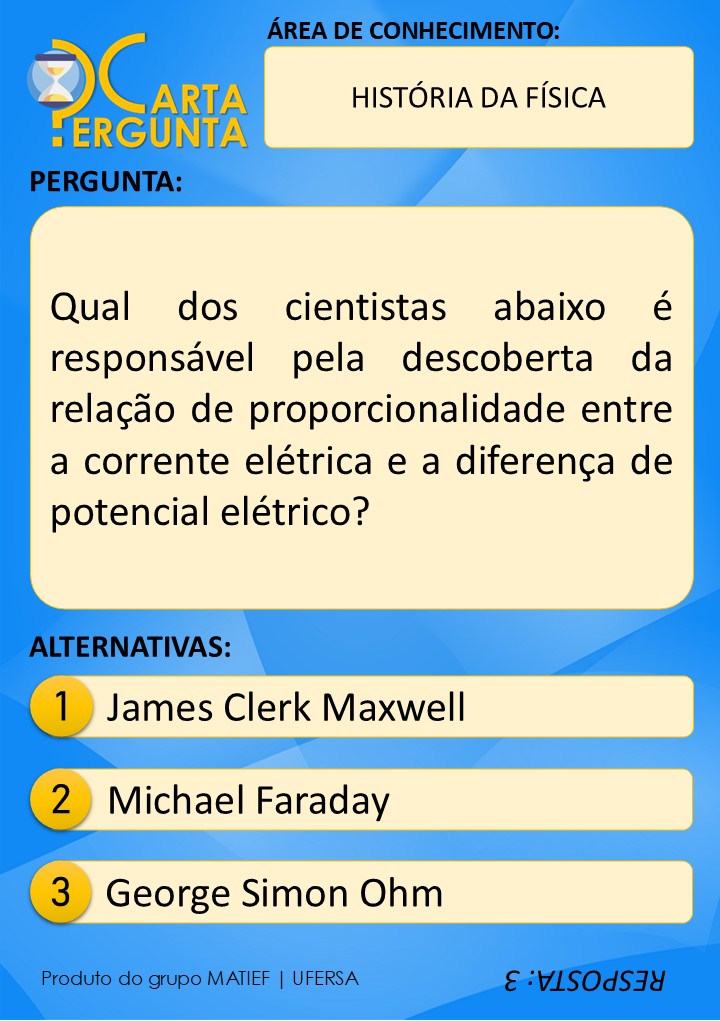 CARTA
PERGUNTA
ÁREA DE CONHECIMENTO:
HISTÓRIA DA FÍSICA
PERGUNTA:
Qual dos cientistas abaixo é
responsável pela descoberta da
relação de proporcionalidade entre
a corrente elétrica e a diferença de
potencial elétrico?
ALTERNATIVAS:
1 James Clerk Maxwell
2 Michael Faraday
3 George Simon Ohm
Produto do grupo MATIEF | UFERSA
RESPOSTA: 3